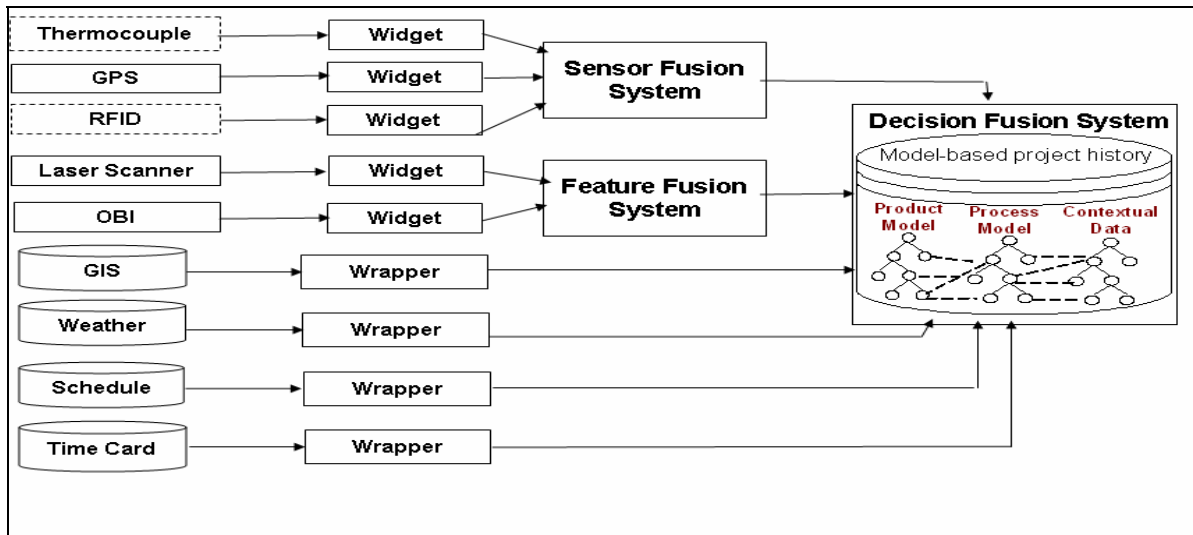 Thermocouple
Widget
GPS
Widget
RFID
Widget
Sensor Fusion
System
Laser Scanner
Widget
OBI
Widget
Feature Fusion
System
GIS
Wrapper
Weather
Wrapper
Schedule
Wrapper
Time Card
Wrapper
Decision Fusion System
Model-based project history
Product
Model
Process
Model
Contextual
Data